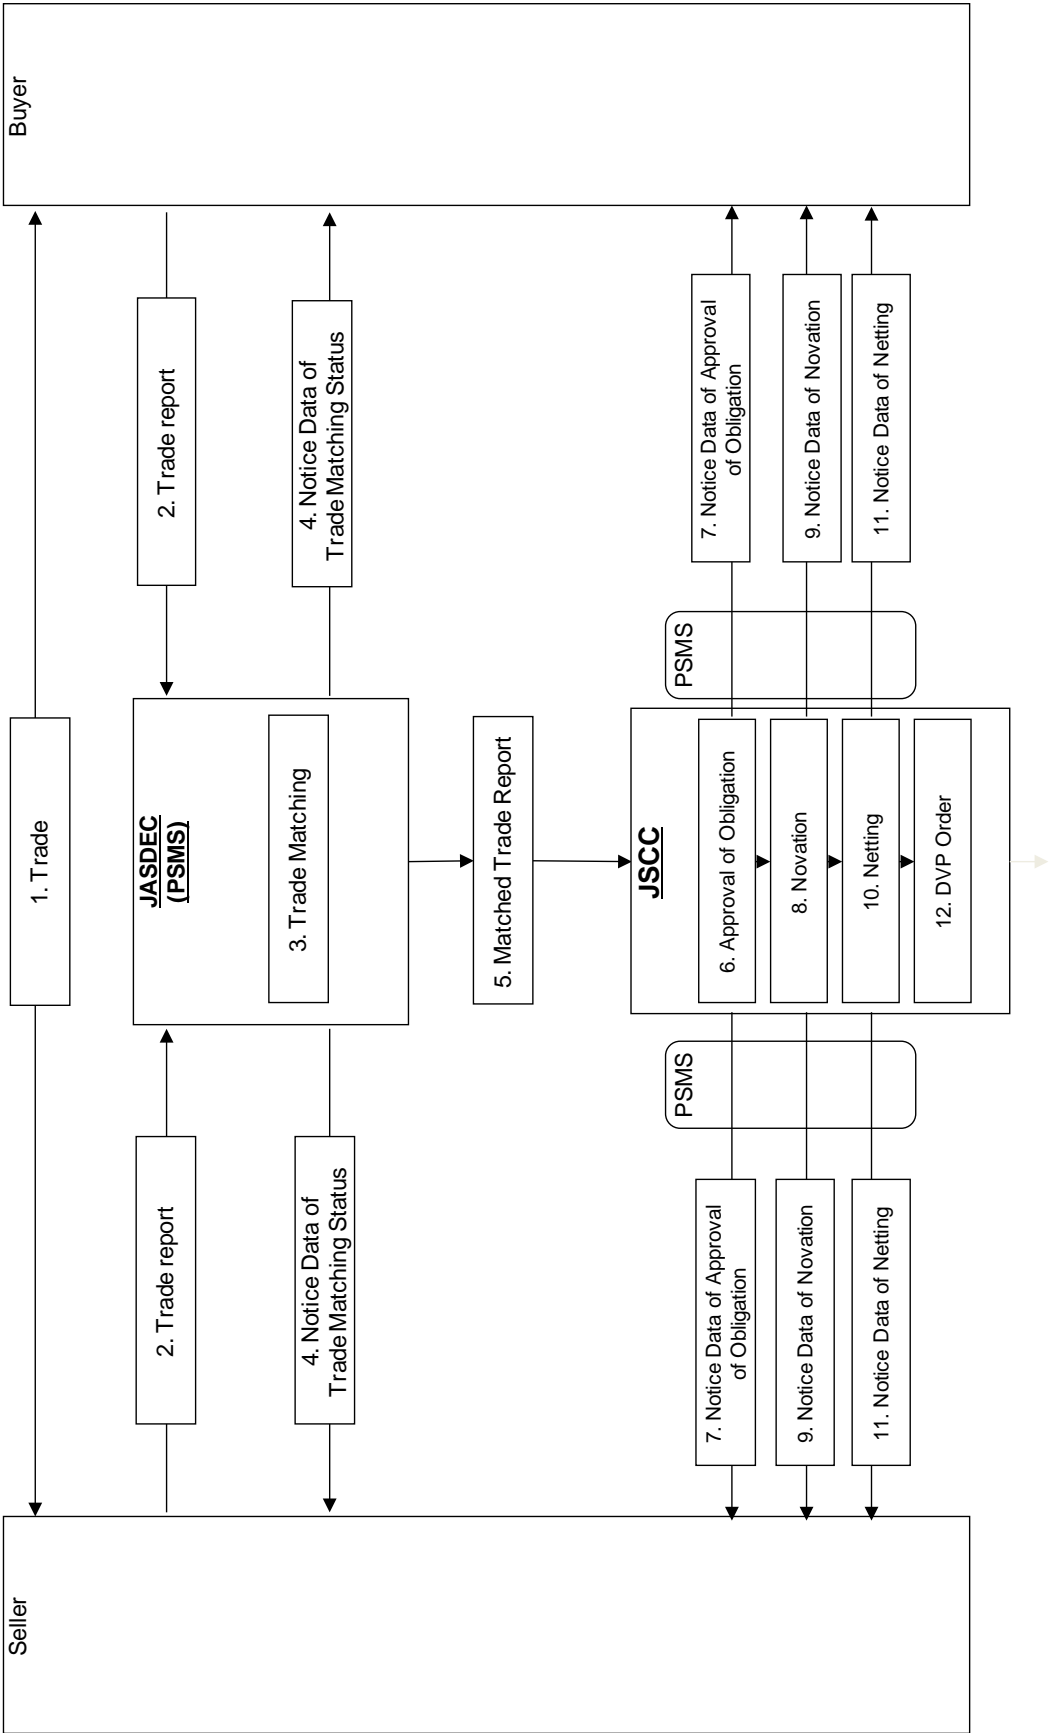 Seller
Buyer
1. Trade
2. Trade report
2. Trade report
JASDEC
(PSMS)
3. Trade Matching
4. Notice Data of
Trade Matching Status
4. Notice Data of
Trade Matching Status
5. Matched Trade Report
JSCC
PSMS
PSMS
6. Approval of Obligation
7. Notice Data of Approval
of Obligation
7. Notice Data of Approval
of Obligation
8. Novation
9. Notice Data of Novation
9. Notice Data of Novation
10. Netting
11. Notice Data of Netting
11. Notice Data of Netting
12. DVP Order